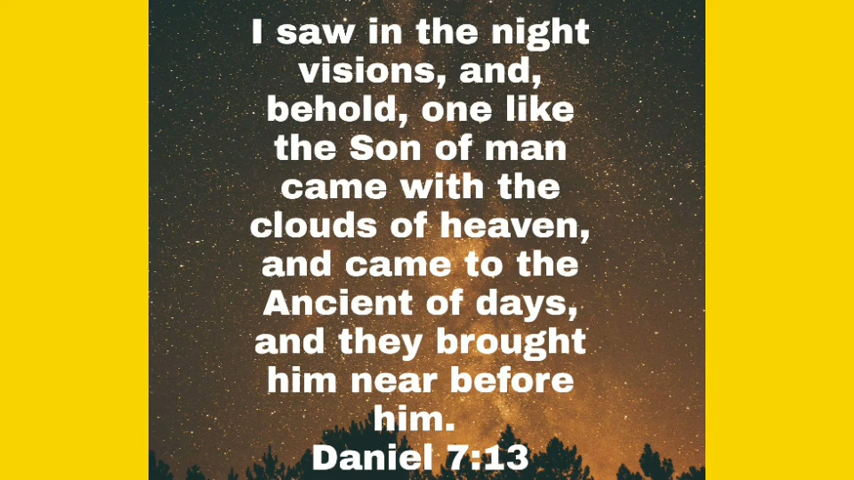 I saw in the night
visions, and,
behold, one like
the Son of man
came with the
clouds of heaven,
and came to the
Ancient of days,
and they brought
him near before
him.
Daniel 7:13